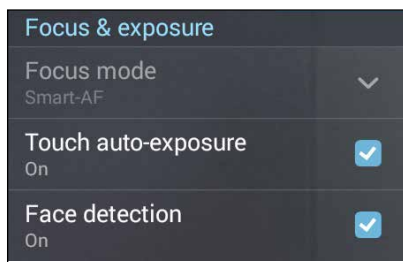 Focus & exposure
Focus mode
Smart-AF
Touch auto-exposure
On
Face detection
On